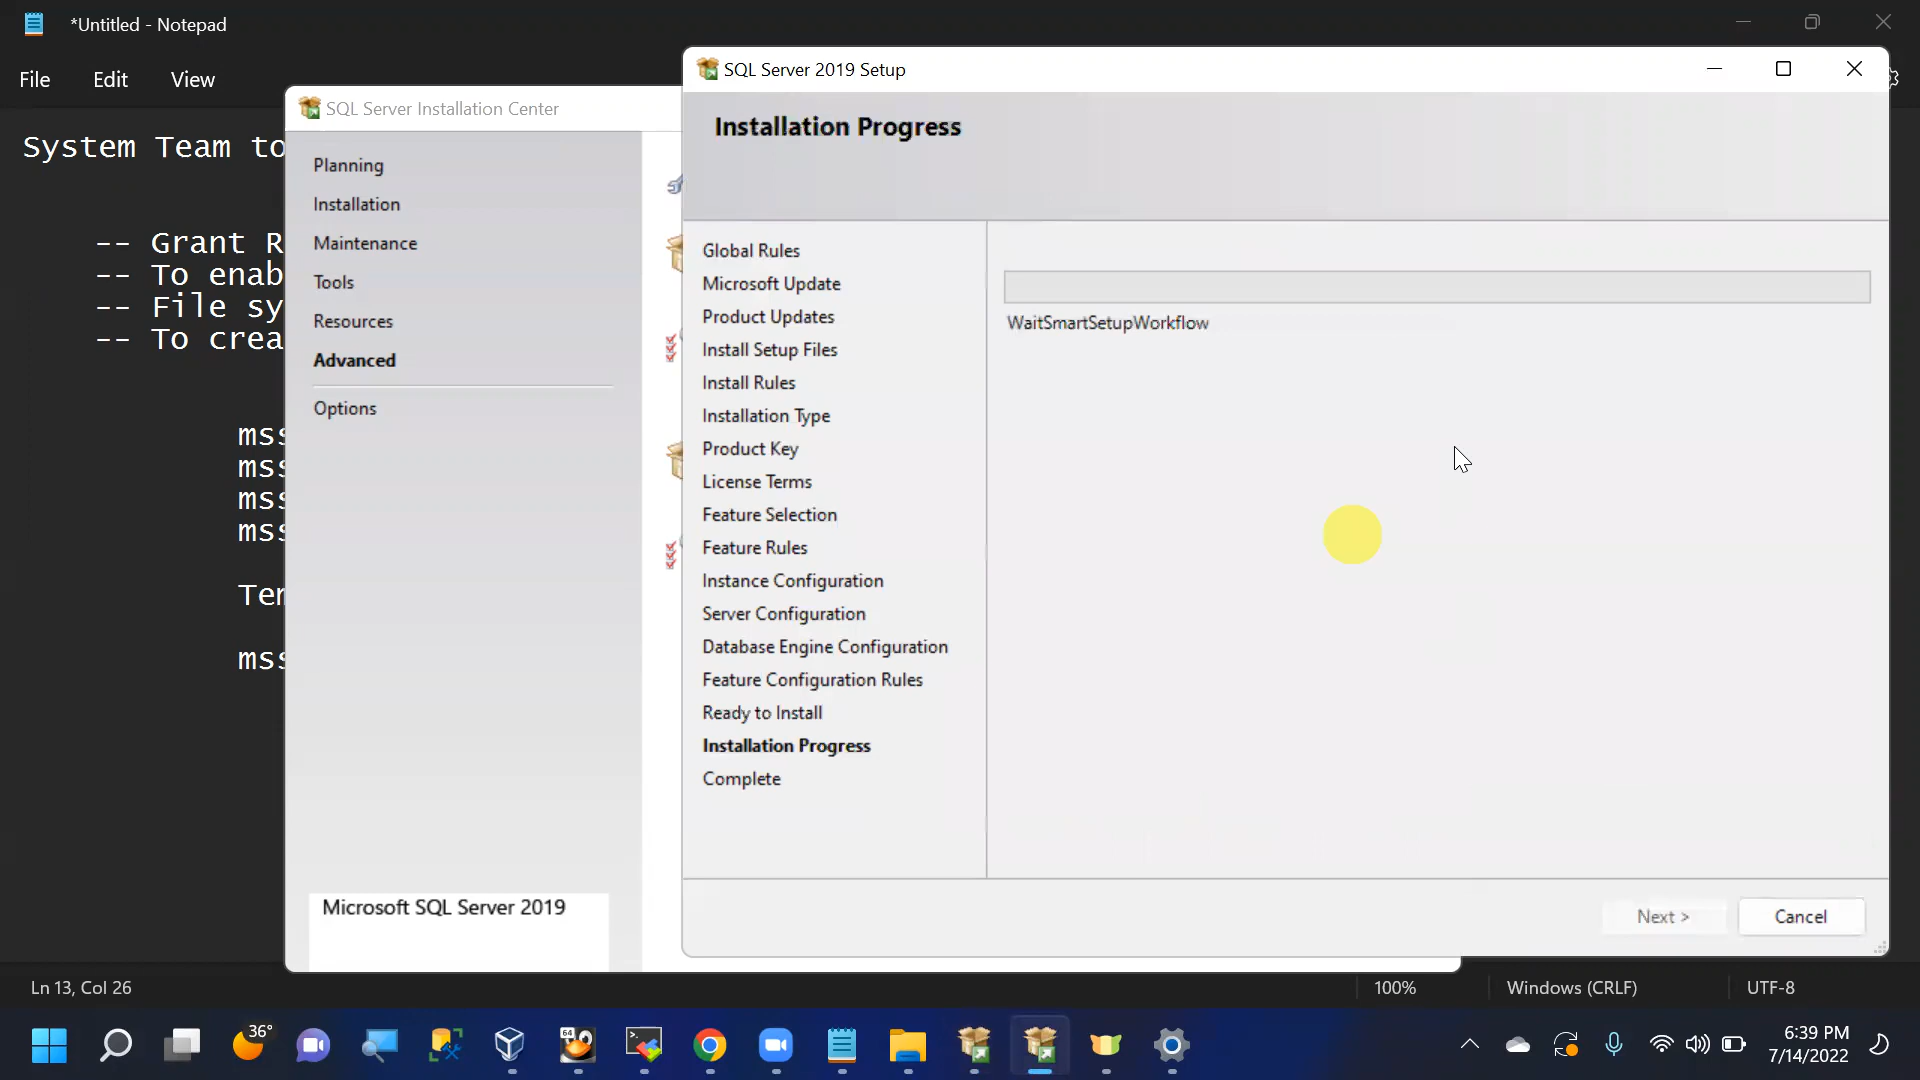 *Untitled - Notepad
File Edit View
System Team to
-- Grant R
-- To enab
-- File sy
-- To crea
mss
mss
mss
mss
Ter
mss
SQL Server Installation Center
Planning
Installation
Maintenance
Tools
Resources
Advanced
Options
Microsoft SQL Server 2019
SQL Server 2019 Setup
Installation Progress
Global Rules
Microsoft Update
Product Updates
Install Setup Files
Install Rules
Installation Type
Product Key
License Terms
Feature Selection
Feature Rules
Instance Configuration
Server Configuration
Database Engine Configuration
Feature Configuration Rules
Ready to Install
Installation Progress
Complete
WaitSmartSetupWorkflow
Next > Cancel
Ln 13, Col 26 100% Windows (CRLF) UTF-8
36°
64
6:39 PM
7/14/2022